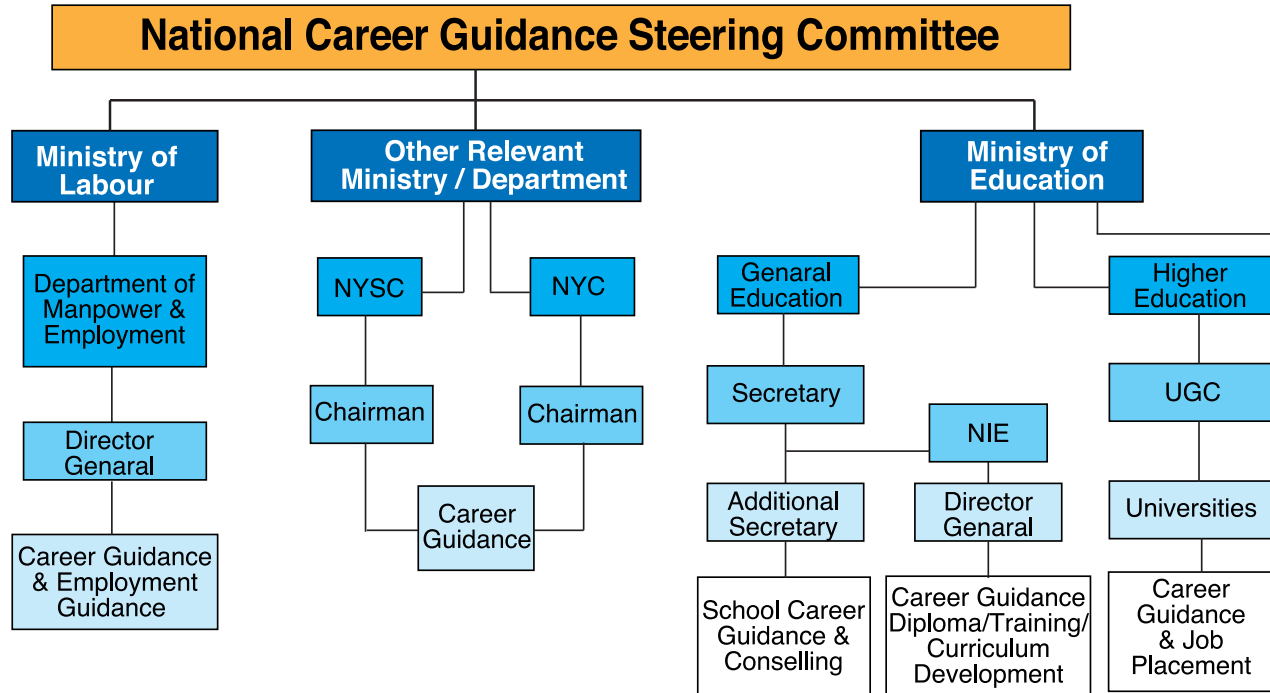 National Career Guidance Steering Committee
Ministry of
Labour
Other Relevant
Ministry / Department
Ministry of
Education
Department of
Manpower &
Employment
NYSC
NYC
Genaral
Education
Higher
Education
Chairman
Chairman
Secretary
UGC
Director
Genaral
NIE
Career
Guidance
Additional
Secretary
Director
Genaral
Universities
Career Guidance
& Employment
Guidance
School Career
Guidance &
Conselling
Career Guidance
Diploma/Training/
Curriculum
Development
Career
Guidance
& Job
Placement